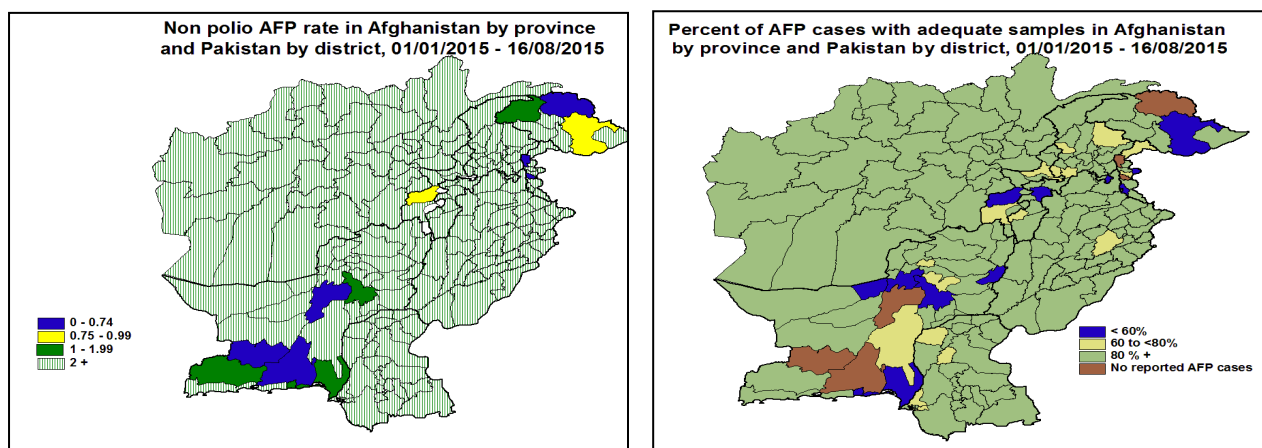 Non polio AFP rate in Afghanistan by province
and Pakistan by district, 01/01/2015 - 16/08/2015
0 - 0.74
0.75 - 0.99
1 - 1.99
2 +
Percent of AFP cases with adequate samples in Afghanistan
by province and Pakistan by district, 01/01/2015 - 16/08/2015
< 60%
60 to <80%
80 % +
No reported AFP cases